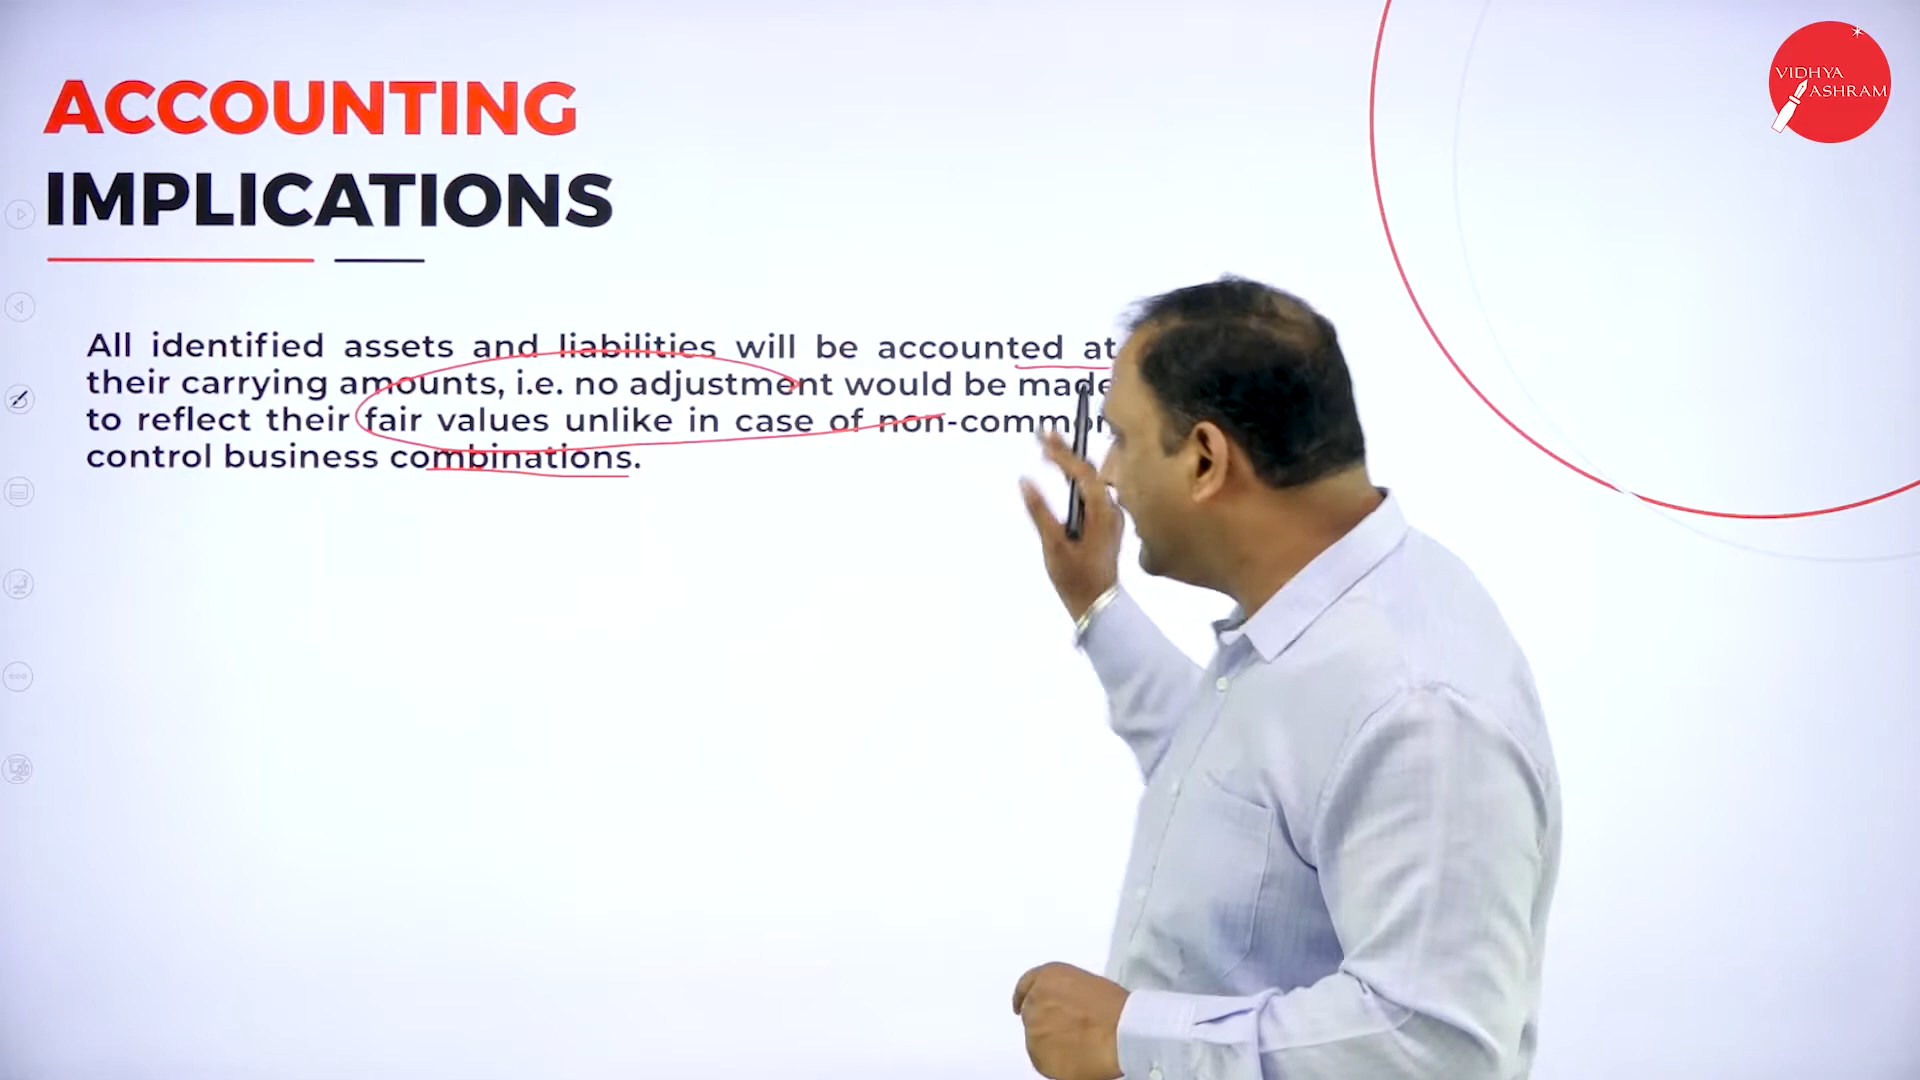 ACCOUNTING
IMPLICATIONS
All identified assets and liabilities will be accounted at
their carrying amounts, i.e. no adjustment would be made
to reflect their fair values unlike in case of non-common
control business combinations.
VIDHYA
ASHRAM